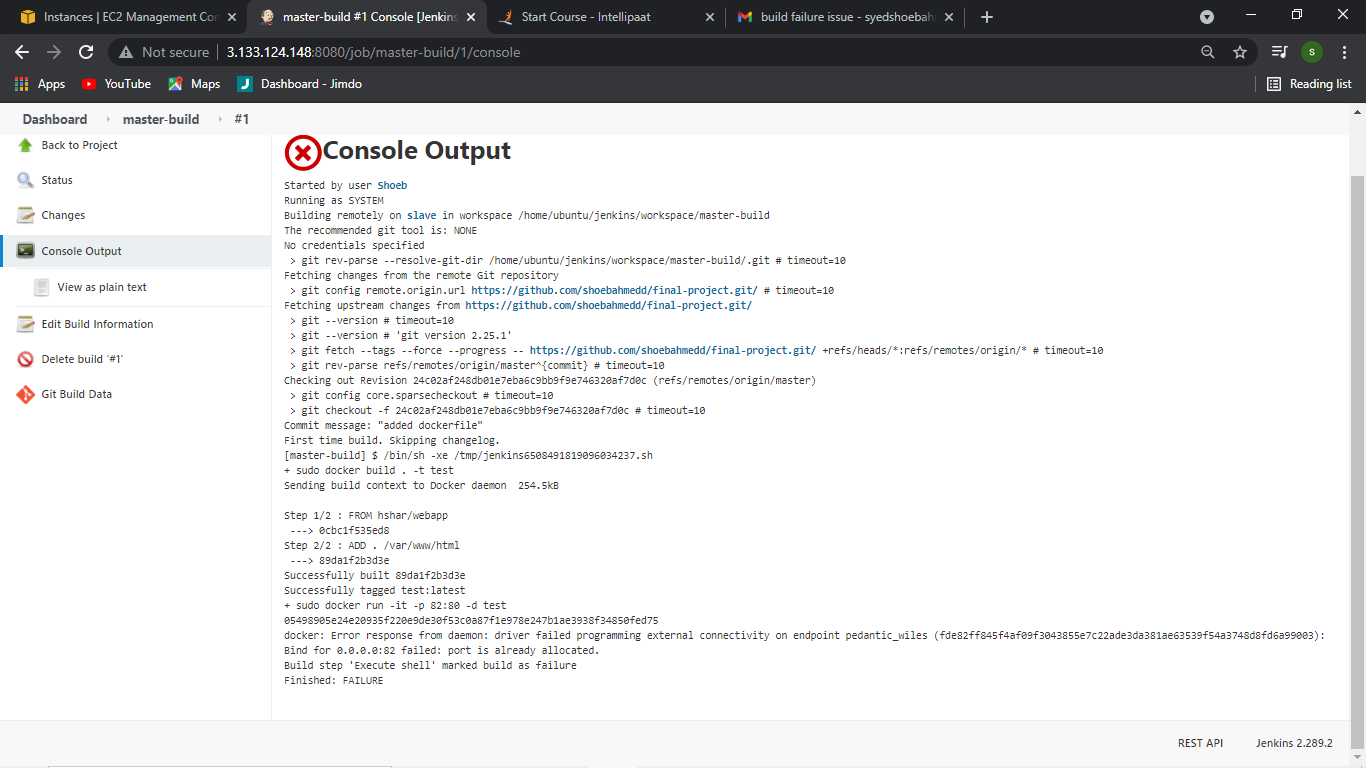 Instances | EC2 Management Con
master-build #1 Console [Jenkins
Start Course - Intellipaat
build failure issue - syedshoebah
Not secure
3.133.124.148:8080/job/master-build/1/console
S
Apps
YouTube
Maps
Dashboard - Jimdo
Reading list
Dashboard
master-build
#1
Back to Project
Status
Changes
Console Output
View as plain text
Edit Build Information
Delete build '#1'
Git Build Data
Console Output
Started by user Shoeb
Running as SYSTEM
Building remotely on slave in workspace /home/ubuntu/jenkins/workspace/master-build
The recommended git tool is: NONE
No credentials specified
> git rev-parse --resolve-git-dir /home/ubuntu/jenkins/workspace/master-build/.git # timeout=10
Fetching changes from the remote Git repository
> git config remote.origin.url https://github.com/shoebahmedd/final-project.git/ # timeout=10
Fetching upstream changes from https://github.com/shoebahmedd/final-project.git/
> git --version # timeout=10
> git --version # 'git version 2.25.1'
> git fetch --tags --force --progress -- https://github.com/shoebahmedd/final-project.git/ +refs/heads/*:refs/remotes/origin/* # timeout=10
> git rev-parse refs/remotes/origin/master^{commit} # timeout=10
Checking out Revision 24c02af248db01e7eba6c9bb9f9e746320af7d0c (refs/remotes/origin/master)
> git config core.sparsecheckout # timeout=10
> git checkout -f 24c02af248db01e7eba6c9bb9f9e746320af7d0c # timeout=10
Commit message: "added dockerfile"
First time build. Skipping changelog.
[master-build] $ /bin/sh -xe /tmp/jenkins6508491819096034237.sh
+ sudo docker build . -t test
Sending build context to Docker daemon  254.5kB
Step 1/2 : FROM hshar/webapp
---> 0cbc1f535ed8
Step 2/2 : ADD . /var/www/html
---> 89da1f2b3d3e
Successfully built 89da1f2b3d3e
Successfully tagged test:latest
+ sudo docker run -it -p 82:80 -d test
05498905e24e20935f220e9de30f53c0a87f1e978e247b1ae3938f34850fed75
docker: Error response from daemon: driver failed programming external connectivity on endpoint pedantic_wiles (fde82ff845f4af09f3043855e7c22ade3da381ae63539f54a3748d8fd6a99003):
Bind for 0.0.0.0:82 failed: port is already allocated.
Build step 'Execute shell' marked build as failure
Finished: FAILURE
REST API
Jenkins 2.289.2